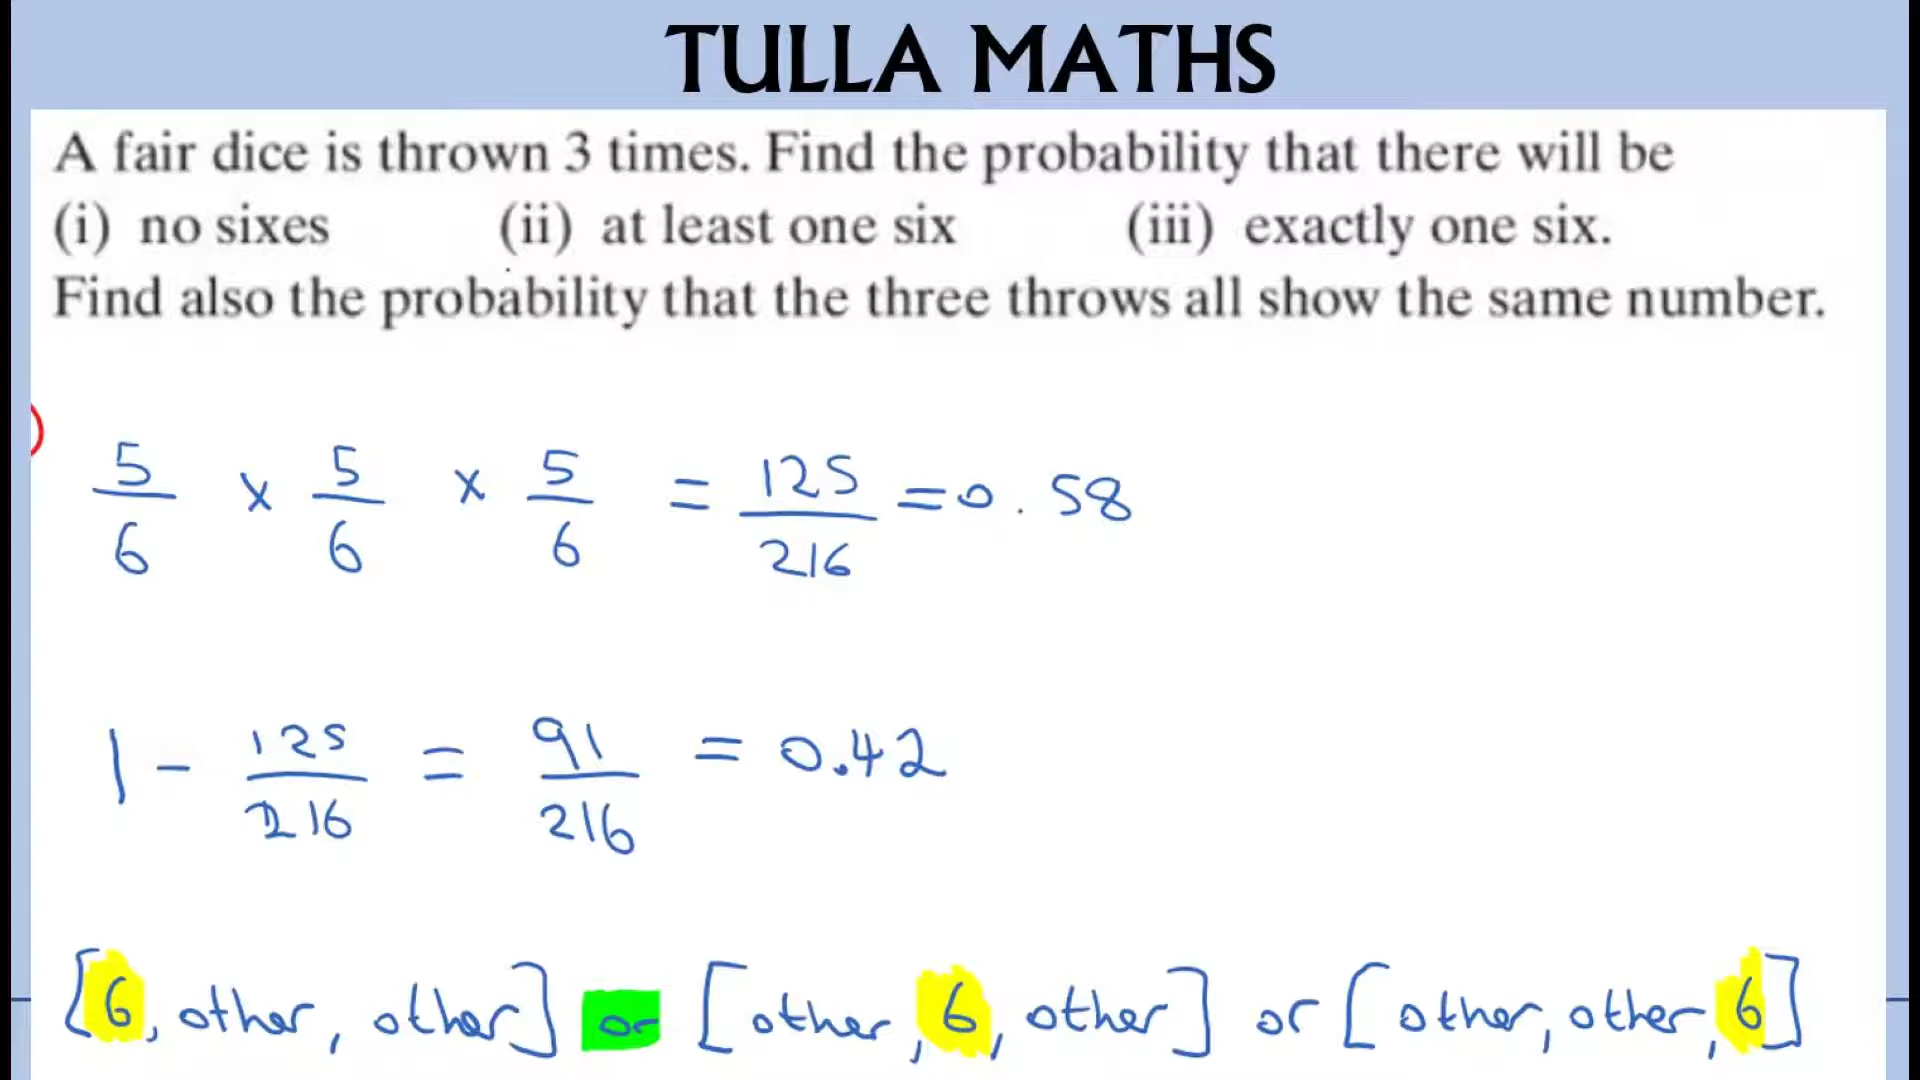 TULLA MATHS
A fair dice is thrown 3 times. Find the probability that there will be
(i) no sixes (ii) at least one six (iii) exactly one six.
Find also the probability that the three throws all show the same number.
)
5/6 x 5/6 x 5/6 = 125/216 = 0.58
1 - 125/216 = 91/216 = 0.42
[6, other, other] or [other, 6, other] or [other, other, 6]